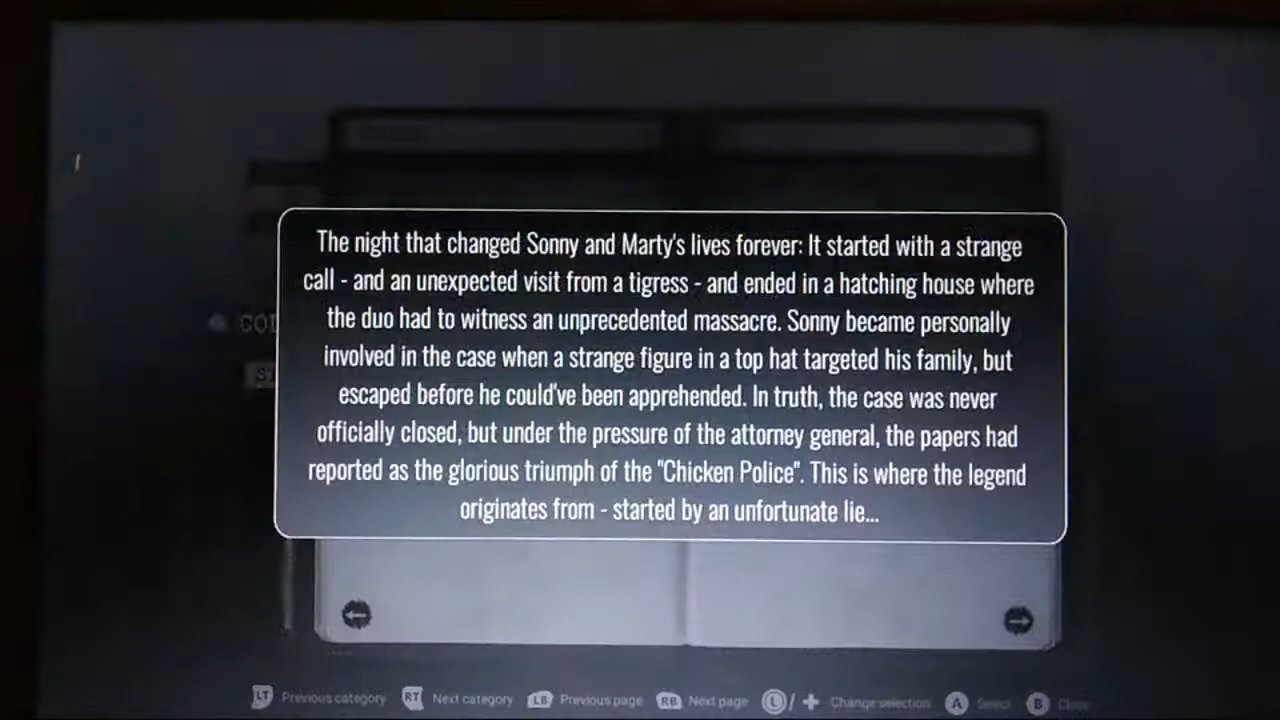 The night that changed Sonny and Marty's lives forever: It started with a strange
call - and an unexpected visit from a tigress - and ended in a hatching house where
the duo had to witness an unprecedented massacre. Sonny became personally
involved in the case when a strange figure in a top hat targeted his family, but
escaped before he could've been apprehended. In truth, the case was never
officially closed, but under the pressure of the attorney general, the papers had
reported as the glorious triumph of the "Chicken Police". This is where the legend
originates from - started by an unfortunate lie...
LT Previous category RT Next category LB Previous page RB Next page L / Change selection A Select B Close